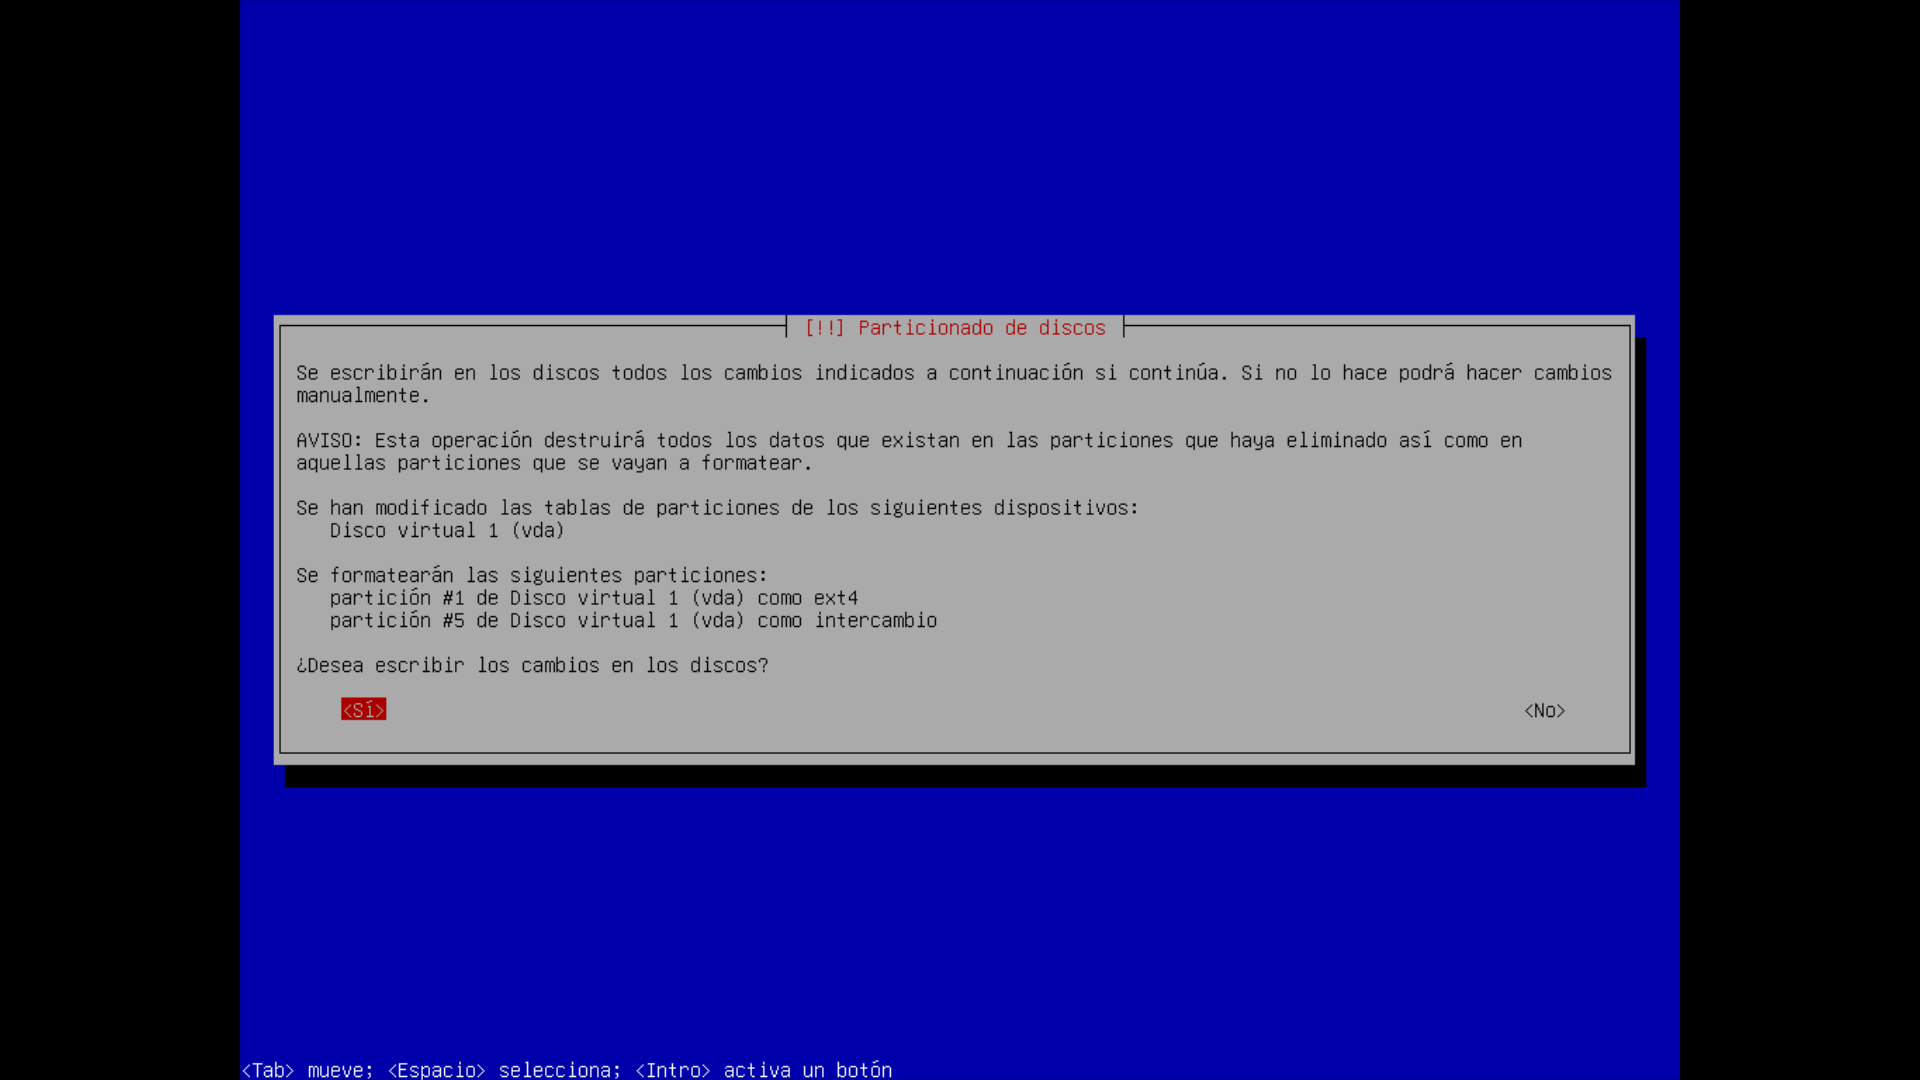 [!!] Particionado de discos
Se escribirán en los discos todos los cambios indicados a continuación si continúa. Si no lo hace podrá hacer cambios
manualmente.
AVISO: Esta operación destruirá todos los datos que existan en las particiones que haya eliminado así como en
aquellas particiones que se vayan a formatear.
Se han modificado las tablas de particiones de los siguientes dispositivos:
Disco virtual 1 (vda)
Se formatearán las siguientes particiones:
partición #1 de Disco virtual 1 (vda) como ext4
partición #5 de Disco virtual 1 (vda) como intercambio
¿Desea escribir los cambios en los discos?
<Sí> <No>
<Tab> mueve; <Espacio> selecciona; <Intro> activa un botón